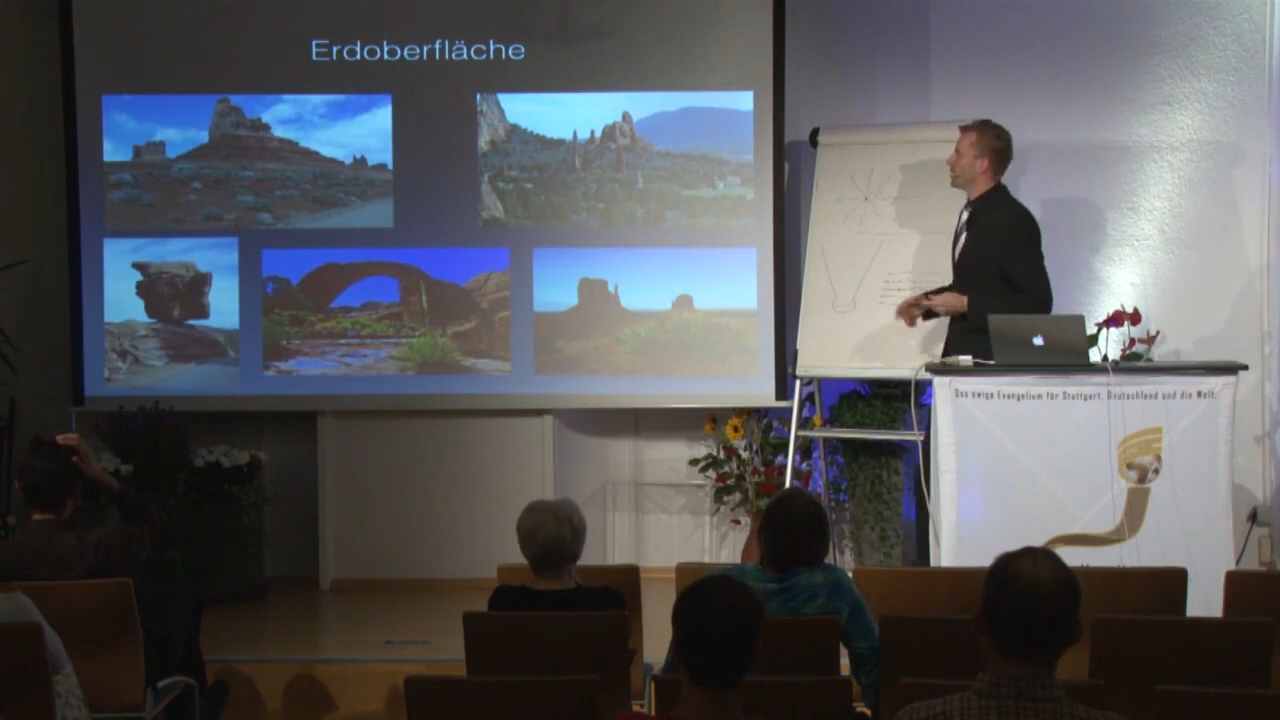 Erdoberfläche
Das ewige Evangelium für Stuttgart, Deutschland und die Welt.